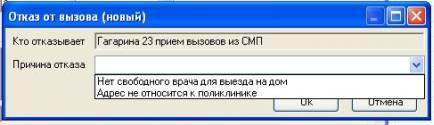 Отказ от вызова (новый)
Кто отказывает Гагарина 23 прием вызовов из СМП
Причина отказа
Нет свободного врача для выезда на дом
Адрес не относится к поликлинике
Ок Отмена